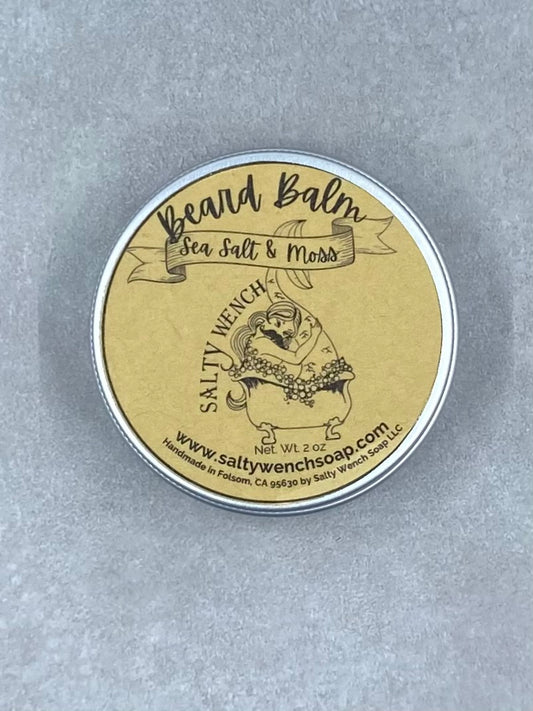 Beard Balm
Sea Salt & Moss
SALTY WENCH
Net. Wt. 2 oz
www.saltywenchsoap.com
Handmade in Folsom, CA 95630 by Salty Wench Soap LLC